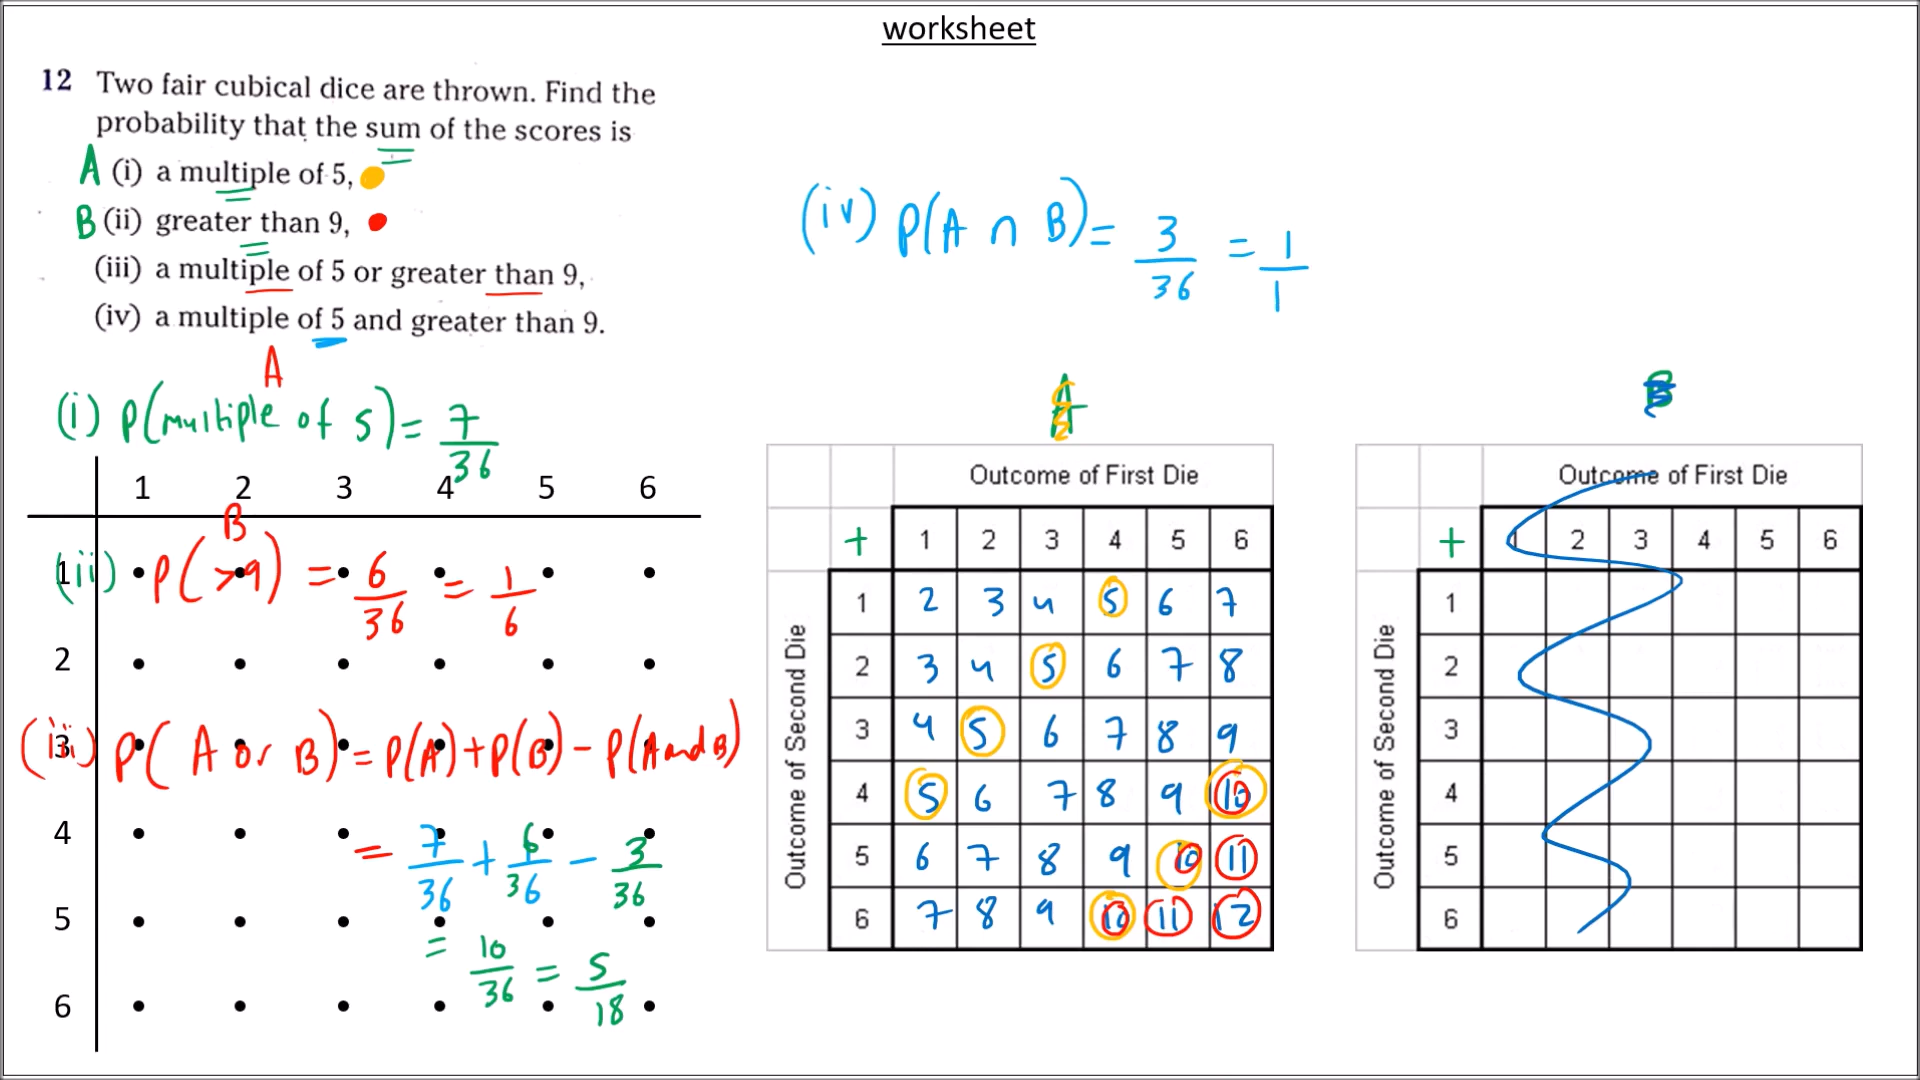 worksheet
12 Two fair cubical dice are thrown. Find the
probability that the sum of the scores is
A (i) a multiple of 5,
B (ii) greater than 9,
(iii) a multiple of 5 or greater than 9,
(iv) a multiple of 5 and greater than 9.
A
(i) P(multiple of 5) = 7/36
1 2 3 4 5 6
B
1
(ii) P(>9) = 6/36 = 1/6
2
3
(iii) P(A or B) = P(A)+P(B) - P(A and B)
4
= 7/36 + 6/36 - 3/36
5
= 10/36 = 5/18
6
(iv) P(A ∩ B) = 3/36 = 1/1
A
Outcome of First Die
+ 1 2 3 4 5 6
Outcome of Second Die
1 2 3 4 5 6 7
2 3 4 5 6 7 8
3 4 5 6 7 8 9
4 5 6 7 8 9 10
5 6 7 8 9 10 11
6 7 8 9 10 11 12
B
Outcome of First Die
+ 1 2 3 4 5 6
Outcome of Second Die
1
2
3
4
5
6